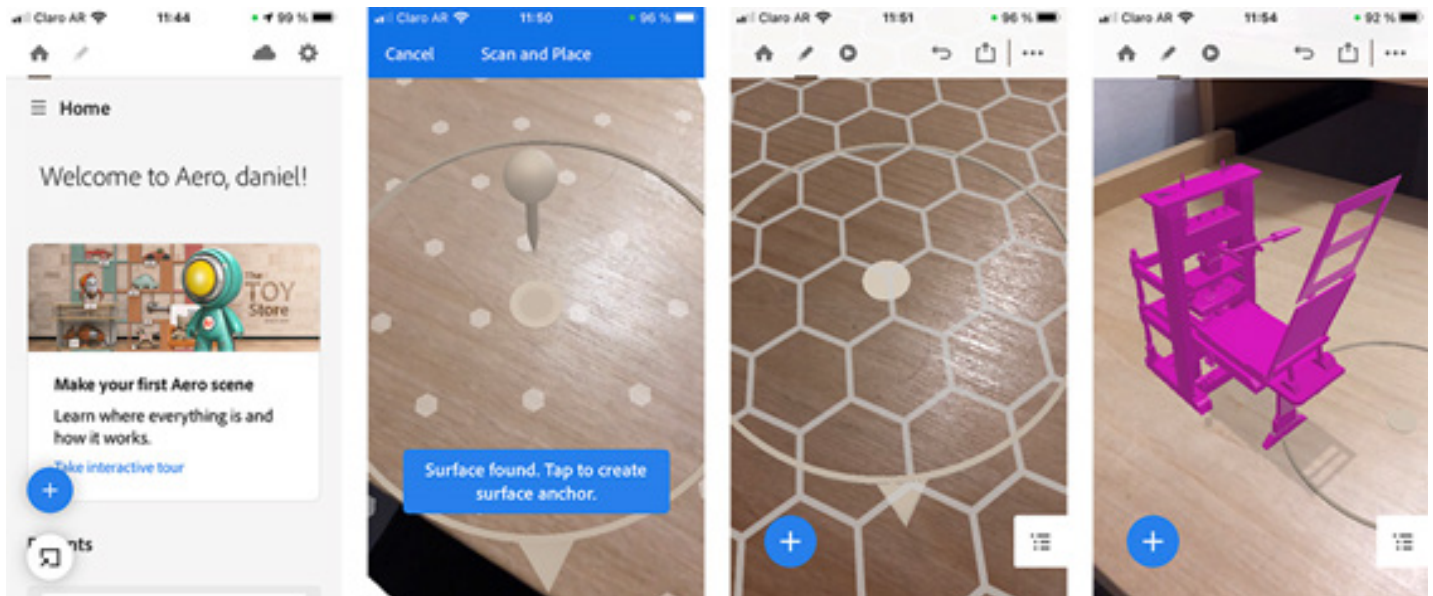 Claro AR 11:44 99 %
Home
Welcome to Aero, daniel!
The
TOY
Store
Make your first Aero scene
Learn where everything is and
how it works.
Take interactive tour
Claro AR 11:50 96 %
Cancel Scan and Place
Surface found. Tap to create
surface anchor.
Claro AR 11:51 96 %
Claro AR 11:54 92 %